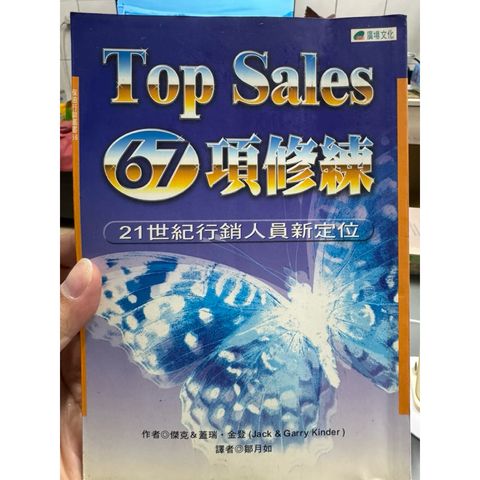 廣場文化
Top Sales
67項修練
21世紀行銷人員新定位
作者◎傑克&蓋瑞・金登(Jack & Garry Kinder)
譯者◎鄒月如